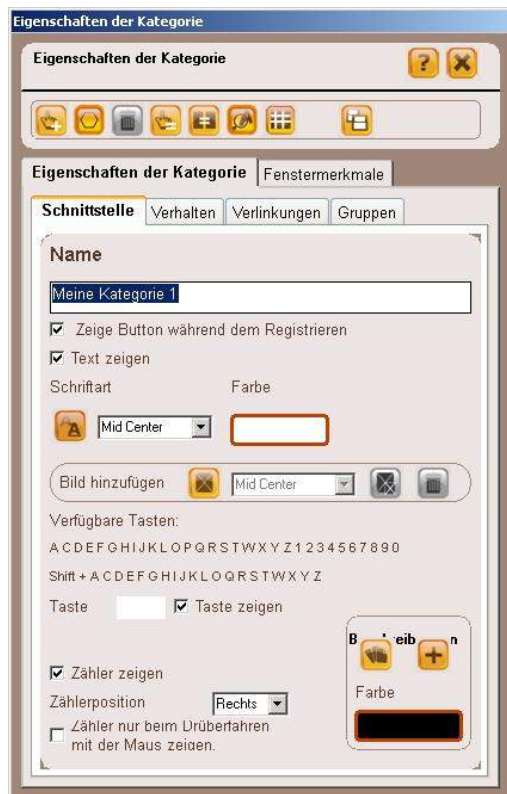 Eigenschaften der Kategorie
Eigenschaften der Kategorie
Eigenschaften der Kategorie Fenstermerkmale
Schnittstelle Verhalten Verlinkungen Gruppen
Name
Meine Kategorie 1
Zeige Button während dem Registrieren
Text zeigen
Schriftart Farbe
A Mid Center
Bild hinzufügen Mid Center
Verfügbare Tasten:
A C D E F G H I J K L O P Q R S T W X Y Z 1 2 3 4 5 6 7 8 9 0
Shift + A C D E F G H I J K L O Q R S T W X Y Z
Taste Taste zeigen
Zähler zeigen
Farbe
Zählerposition Rechts
Zähler nur beim Drüberfahren
mit der Maus zeigen.